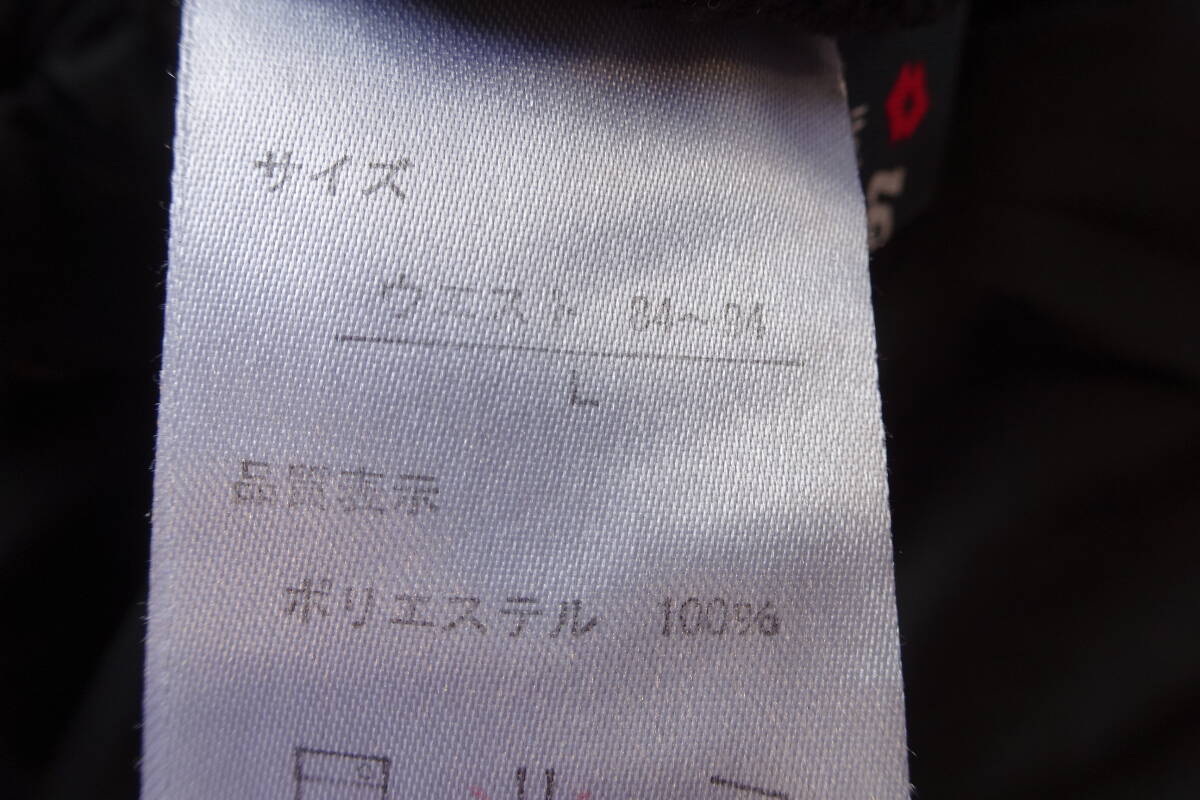 サイズ
ウエスト 84～94
L
品質表示
ポリエステル 100%